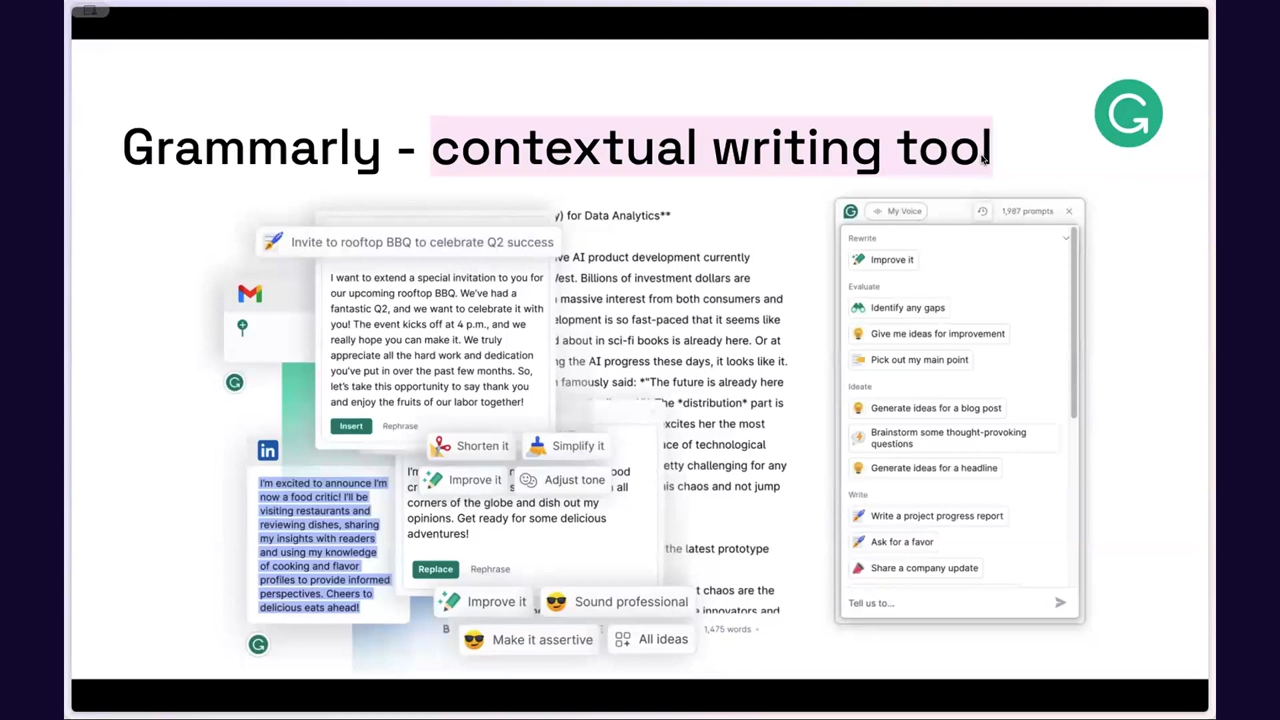 Grammarly - contextual writing tool
Invite to rooftop BBQ to celebrate Q2 success
I want to extend a special invitation to you for
our upcoming rooftop BBQ. We've had a
fantastic Q2, and we want to celebrate it with
you! The event kicks off at 4 p.m., and we
really hope you can make it. We truly
appreciate all the hard work and dedication
you've put in over the past few months. So,
let's take this opportunity to say thank you
and enjoy the fruits of our labor together!
Insert
Rephrase
y) for Data Analytics**
ve AI product development currently
Vest. Billions of investment dollars are
massive interest from both consumers and
elopment is so fast-paced that it seems like
d about in sci-fi books is already here. Or at
ng the AI progress these days, it looks like it.
famously said: *"The future is already here
The *distribution* part is
xcites her the most
ce of technological
etty challenging for any
is chaos and not jump
the latest prototype
t chaos are the
e innovators and
1,475 words
Shorten it
Simplify it
Improve it
Adjust tone
I'm excited to announce I'm
now a food critic! I'll be
visiting restaurants and
reviewing dishes, sharing
my insights with readers
and using my knowledge
of cooking and flavor
profiles to provide informed
perspectives. Cheers to
delicious eats ahead!
I'm
ood
cr
all
corners of the globe and dish out my
opinions. Get ready for some delicious
adventures!
Replace
Rephrase
Improve it
Sound professional
B
Make it assertive
All ideas
My Voice
1,987 prompts
Rewrite
Improve it
Evaluate
Identify any gaps
Give me ideas for improvement
Pick out my main point
Ideate
Generate ideas for a blog post
Brainstorm some thought-provoking
questions
Generate ideas for a headline
Write
Write a project progress report
Ask for a favor
Share a company update
Tell us to...